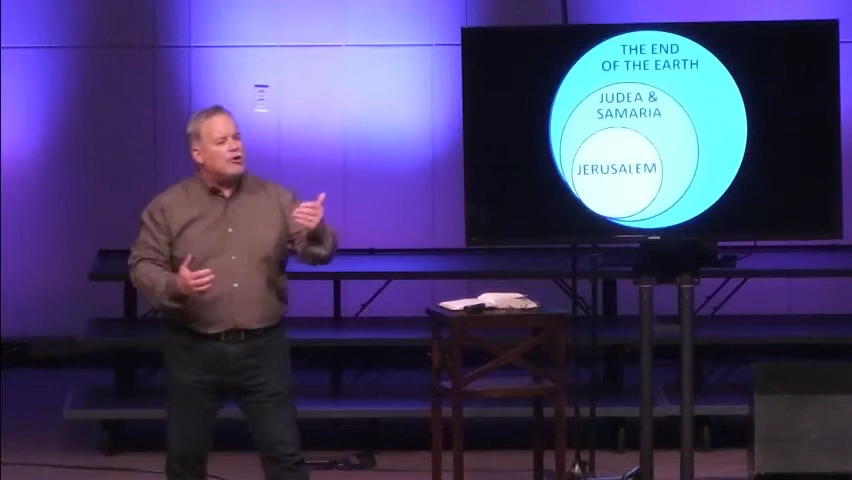 THE END
OF THE EARTH
JUDEA &
SAMARIA
JERUSALEM